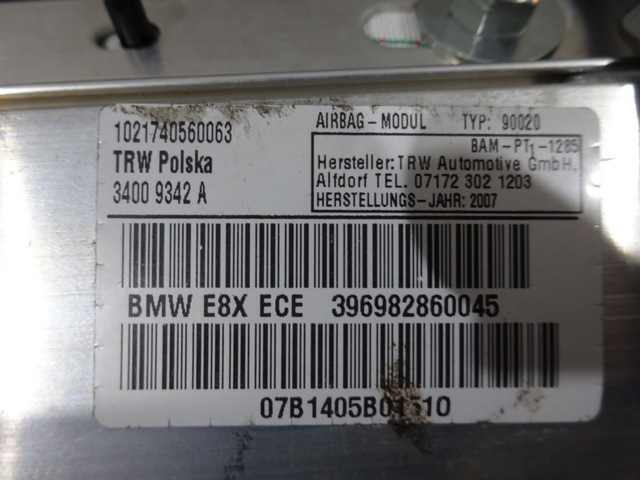 1021740560063
TRW Polska
3400 9342 A
AIRBAG-MODUL TYP: 90020
BAM-PT1-1285
Hersteller: TRW Automotive GmbH,
Alfdorf TEL. 07172 302 1203
HERSTELLUNGS-JAHR: 2007
BMW E8X ECE 396982860045